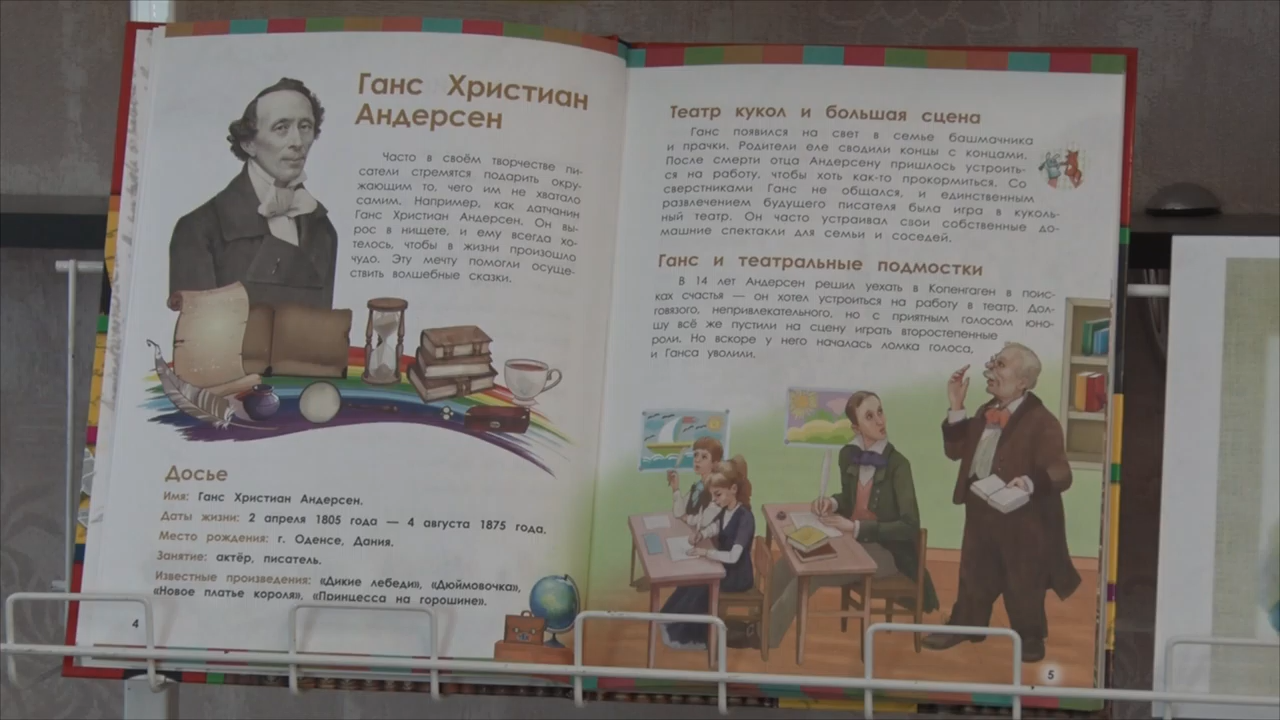 Ганс Христиан
Андерсен
Часто в своём творчестве пи-
сатели стремятся подарить окру-
жающим то, чего им не хватало
самим. Например, как датчанин
Ганс Христиан Андерсен. Он вы-
рос в нищете, и ему всегда хо-
телось, чтобы в жизни произошло
чудо. Эту мечту помогли осуще-
ствить волшебные сказки.
Досье
Имя: Ганс Христиан Андерсен.
Даты жизни: 2 апреля 1805 года — 4 августа 1875 года.
Место рождения: г. Оденсе, Дания.
Занятие: актёр, писатель.
Известные произведения: «Дикие лебеди», «Дюймовочка»,
«Новое платье короля», «Принцесса на горошине».
4
Театр кукол и большая сцена
Ганс появился на свет в семье башмачника
и прачки. Родители еле сводили концы с концами.
После смерти отца Андерсену пришлось устроить-
ся на работу, чтобы хоть как-то прокормиться. Со
сверстниками Ганс не общался, и единственным
развлечением будущего писателя была игра в куколь-
ный театр. Он часто устраивал свои собственные до-
машние спектакли для семьи и соседей.
Ганс и театральные подмостки
В 14 лет Андерсен решил уехать в Копенгаген в поис-
ках счастья — он хотел устроиться на работу в театр. Дол-
говязого, непривлекательного, но с приятным голосом юно-
шу всё же пустили на сцену играть второстепенные
роли. Но вскоре у него началась ломка голоса,
и Ганса уволили.
5